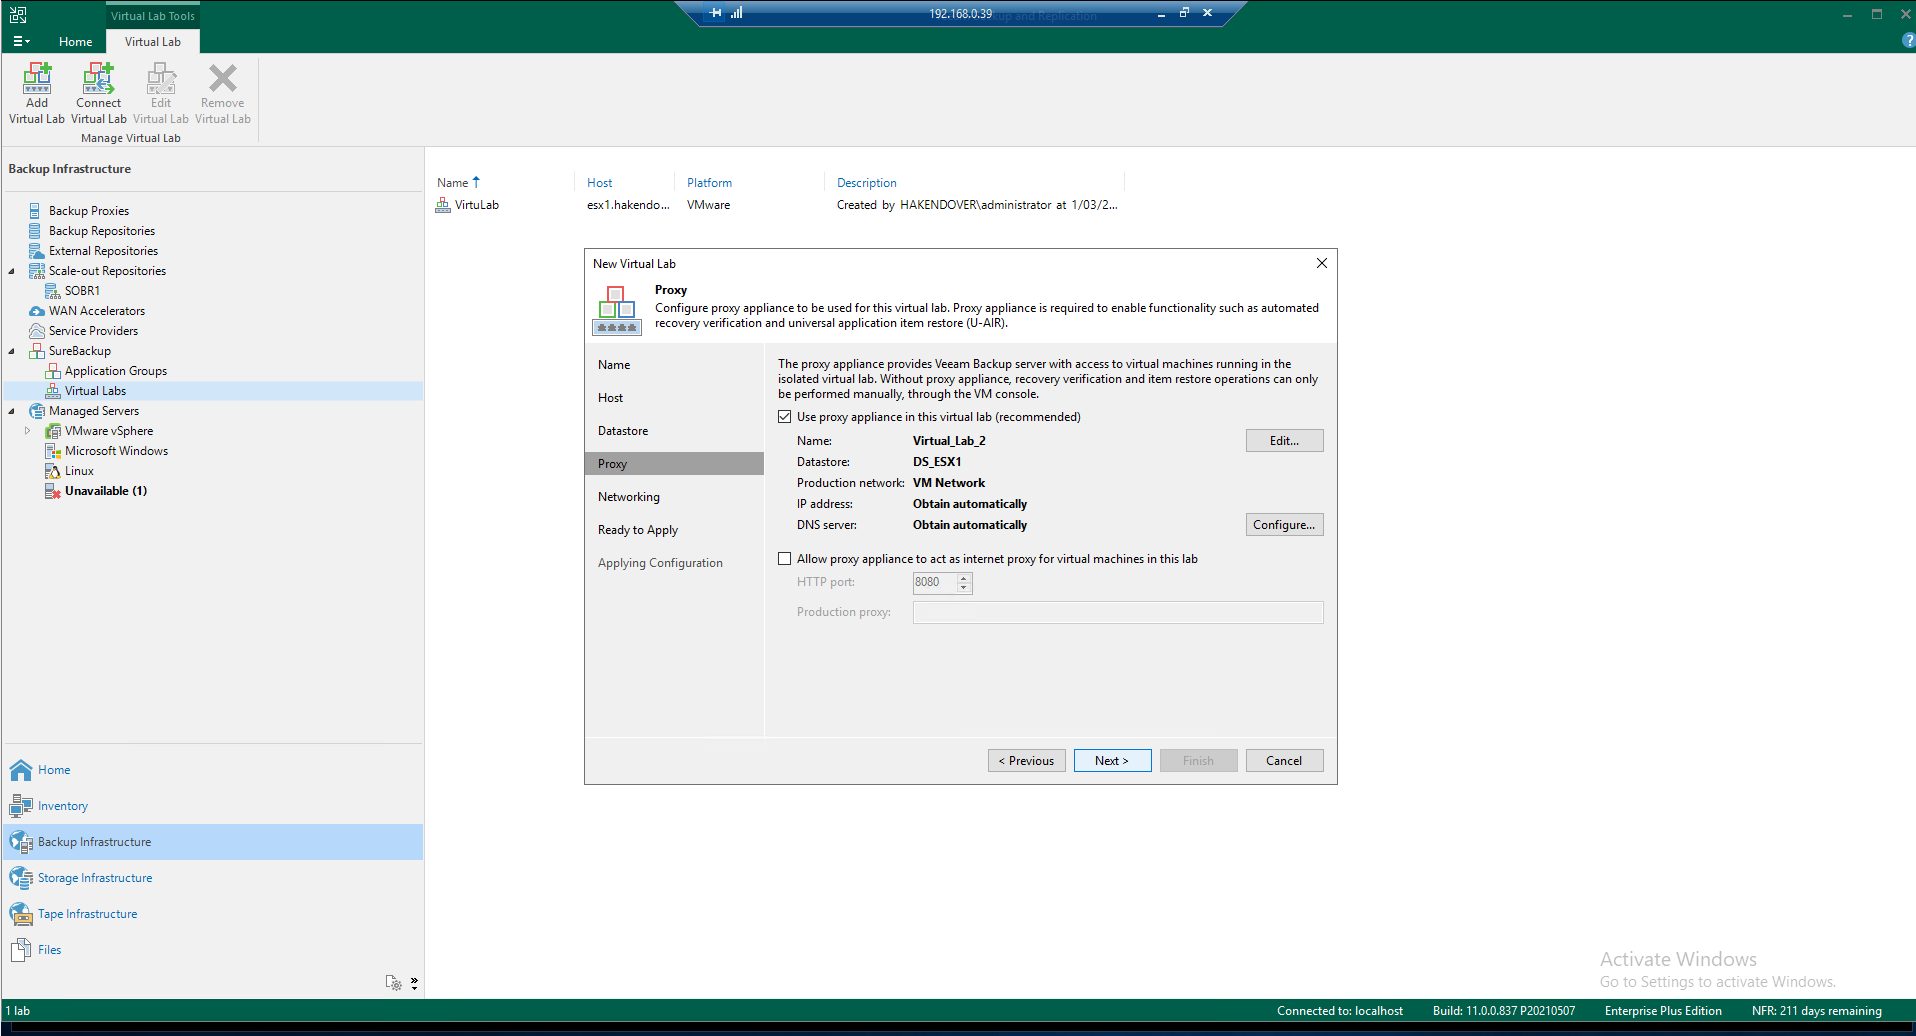 Virtual Lab Tools
192.168.0.39
Home
Virtual Lab
?
Add
Virtual Lab
Connect
Virtual Lab
Edit
Virtual Lab
Remove
Virtual Lab
Manage Virtual Lab
Backup Infrastructure
Backup Proxies
Backup Repositories
External Repositories
Scale-out Repositories
SOBR1
WAN Accelerators
Service Providers
SureBackup
Application Groups
Virtual Labs
Managed Servers
VMware vSphere
Microsoft Windows
Linux
Unavailable (1)
Home
Inventory
Backup Infrastructure
Storage Infrastructure
Tape Infrastructure
Files
Name Host Platform Description
VirtuLab esx1.hakendo... VMware Created by HAKENDOVER\administrator at 1/03/2...
New Virtual Lab
Proxy
Configure proxy appliance to be used for this virtual lab. Proxy appliance is required to enable functionality such as automated
recovery verification and universal application item restore (U-AIR).
Name
Host
Datastore
Proxy
Networking
Ready to Apply
Applying Configuration
The proxy appliance provides Veeam Backup server with access to virtual machines running in the
isolated virtual lab. Without proxy appliance, recovery verification and item restore operations can only
be performed manually, through the VM console.
Use proxy appliance in this virtual lab (recommended)
Name: Virtual_Lab_2 Edit...
Datastore: DS_ESX1
Production network: VM Network
IP address: Obtain automatically
DNS server: Obtain automatically Configure...
Allow proxy appliance to act as internet proxy for virtual machines in this lab
HTTP port: 8080
Production proxy:
< Previous Next > Finish Cancel
Activate Windows
Go to Settings to activate Windows.
1 lab Connected to: localhost Build: 11.0.0.837 P20210507 Enterprise Plus Edition NFR: 211 days remaining